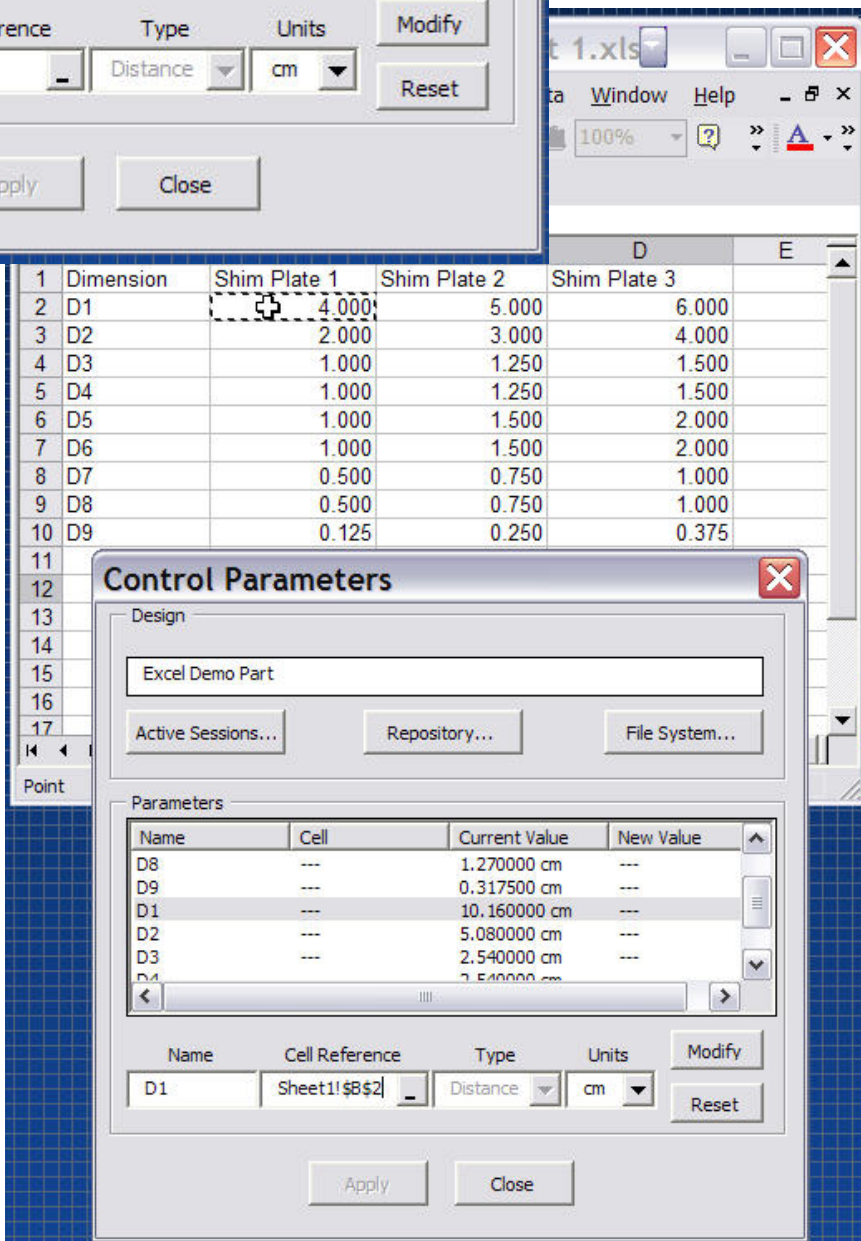 Type Units Modify
Distance cm
Reset
Close
1.xls
Window Help
100% A
D E
1 Dimension Shim Plate 1 Shim Plate 2 Shim Plate 3
2 D1 4.000 5.000 6.000
3 D2 2.000 3.000 4.000
4 D3 1.000 1.250 1.500
5 D4 1.000 1.250 1.500
6 D5 1.000 1.500 2.000
7 D6 1.000 1.500 2.000
8 D7 0.500 0.750 1.000
9 D8 0.500 0.750 1.000
10 D9 0.125 0.250 0.375
11
12
13
14
15
16
17
Point
Control Parameters
Design
Excel Demo Part
Active Sessions... Repository... File System...
Parameters
Name Cell Current Value New Value
D8 --- 1.270000 cm ---
D9 --- 0.317500 cm ---
D1 --- 10.160000 cm ---
D2 --- 5.080000 cm ---
D3 --- 2.540000 cm ---
D4 2.540000 cm
Name Cell Reference Type Units Modify
D1 Sheet1!$B$2 Distance cm
Reset
Apply Close